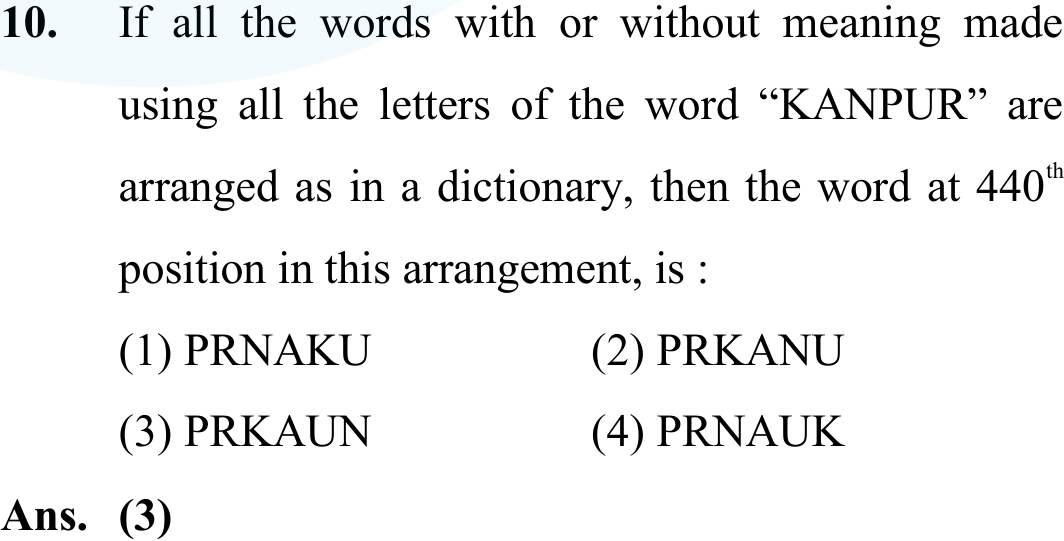 10. If all the words with or without meaning made
using all the letters of the word “KANPUR” are
arranged as in a dictionary, then the word at 440th
position in this arrangement, is :
(1) PRNAKU (2) PRKANU
(3) PRKAUN (4) PRNAUK
Ans. (3)